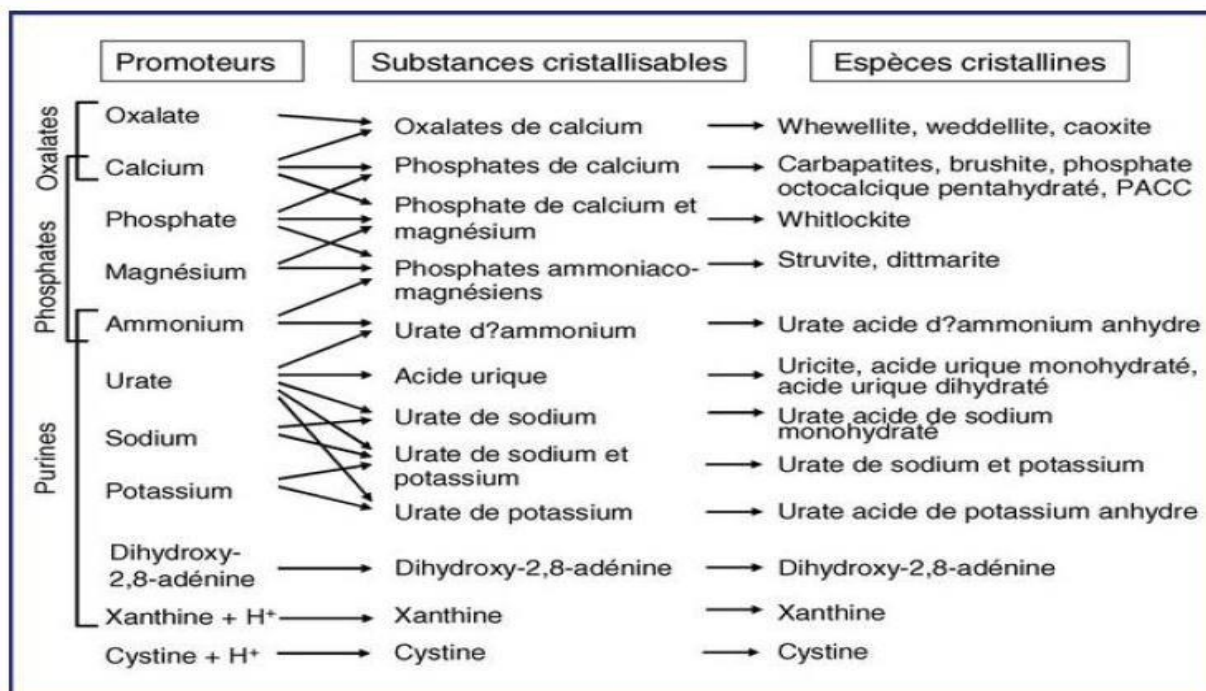 Promoteurs Substances cristallisables Espèces cristallines
Oxalates
Phosphates
Purines
Oxalate
Calcium
Phosphate
Magnésium
Ammonium
Urate
Sodium
Potassium
Dihydroxy-
2,8-adénine
Xanthine + H⁺
Cystine + H⁺
Oxalates de calcium
Phosphates de calcium
Phosphate de calcium et
magnésium
Phosphates ammoniaco-
magnésiens
Urate d?ammonium
Acide urique
Urate de sodium
Urate de sodium et
potassium
Urate de potassium
Dihydroxy-2,8-adénine
Xanthine
Cystine
Whewellite, weddellite, caoxite
Carbapatites, brushite, phosphate
octocalcique pentahydraté, PACC
Whitlockite
Struvite, dittmarite
Urate acide d?ammonium anhydre
Uricite, acide urique monohydraté,
acide urique dihydraté
Urate acide de sodium
monohydraté
Urate de sodium et potassium
Urate acide de potassium anhydre
Dihydroxy-2,8-adénine
Xanthine
Cystine